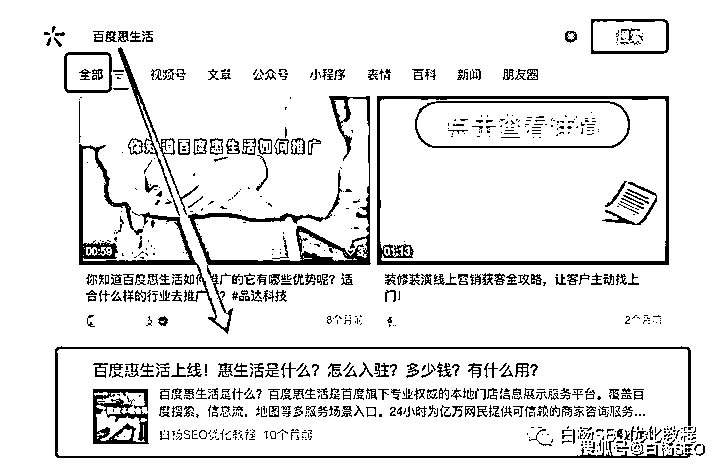 百度惠生活
搜索
全部 视频号 文章 公众号 小程序 表情 百科 新闻 朋友圈
你知道百度惠生活如何推广
点击查看详情
00:59
01:13
你知道百度惠生活如何推广的它有哪些优势呢？适
合什么样的行业去推广？#品达科技
装修装潢线上营销获客全攻略，让客户主动找上
门！
8个月前
2个月前
百度惠生活上线！惠生活是什么？怎么入驻？多少钱？有什么用？
百度惠生活是什么？百度惠生活是百度旗下专业权威的本地门店信息展示服务平台。覆盖百
度搜索，信息流，地图等多服务场景入口。24小时为亿万网民提供可信赖的商家咨询服务...
白杨SEO优化教程 10个月前
白杨SEO优化教程
搜狐号@白杨SEO